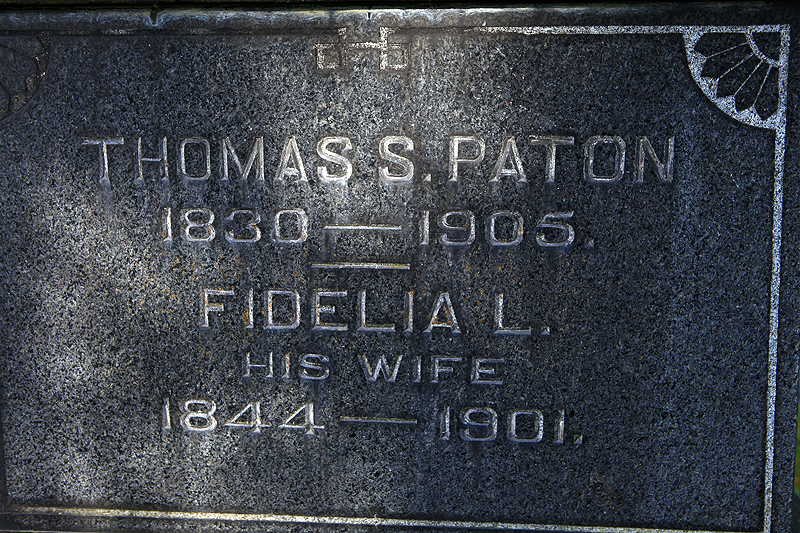 THOMAS S. PATON
1830 — 1905.
FIDELIA L.
HIS WIFE
1844 — 1901.